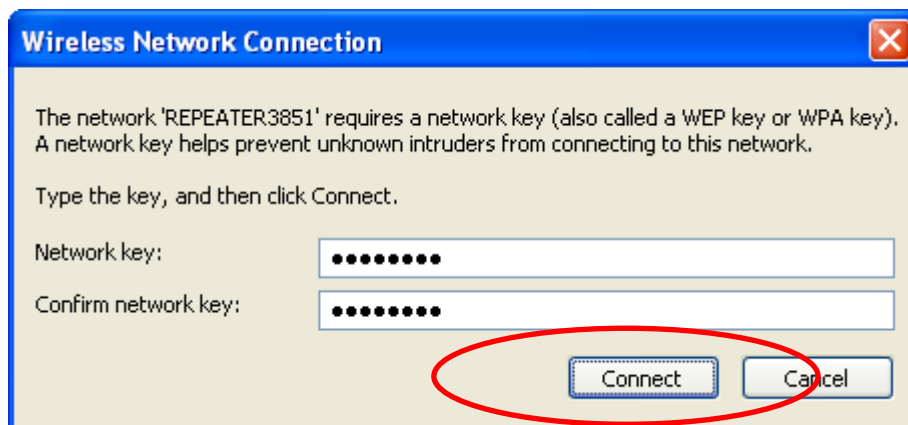 Wireless Network Connection
The network 'REPEATER3851' requires a network key (also called a WEP key or WPA key).
A network key helps prevent unknown intruders from connecting to this network.
Type the key, and then click Connect.
Network key: ●●●●●●●●
Confirm network key: ●●●●●●●●
Connect Cancel